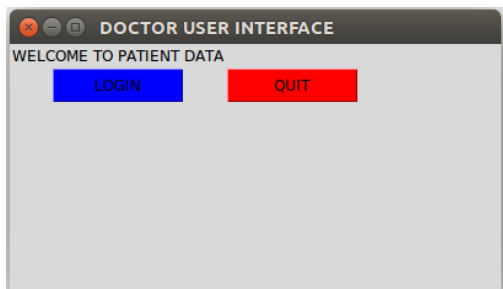 DOCTOR USER INTERFACE
WELCOME TO PATIENT DATA
LOGIN QUIT